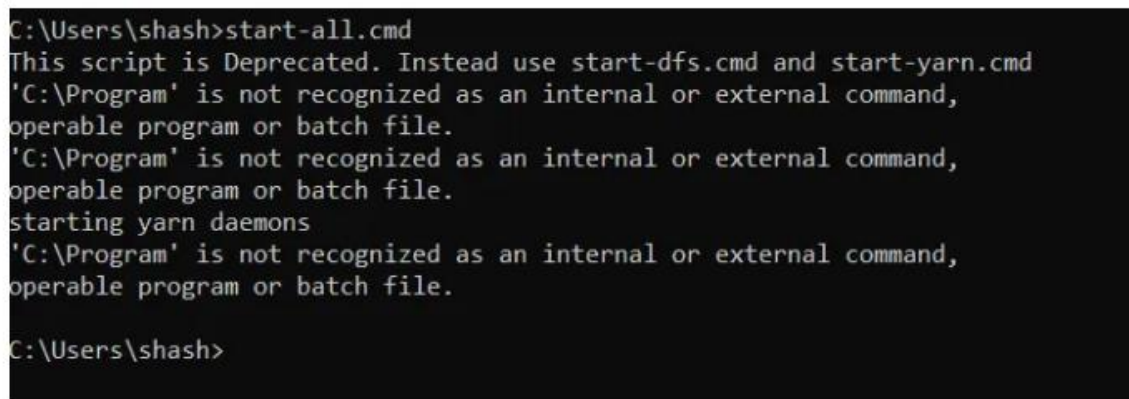 C:\Users\shash>start-all.cmd
This script is Deprecated. Instead use start-dfs.cmd and start-yarn.cmd
'C:\Program' is not recognized as an internal or external command,
operable program or batch file.
'C:\Program' is not recognized as an internal or external command,
operable program or batch file.
starting yarn daemons
'C:\Program' is not recognized as an internal or external command,
operable program or batch file.
C:\Users\shash>